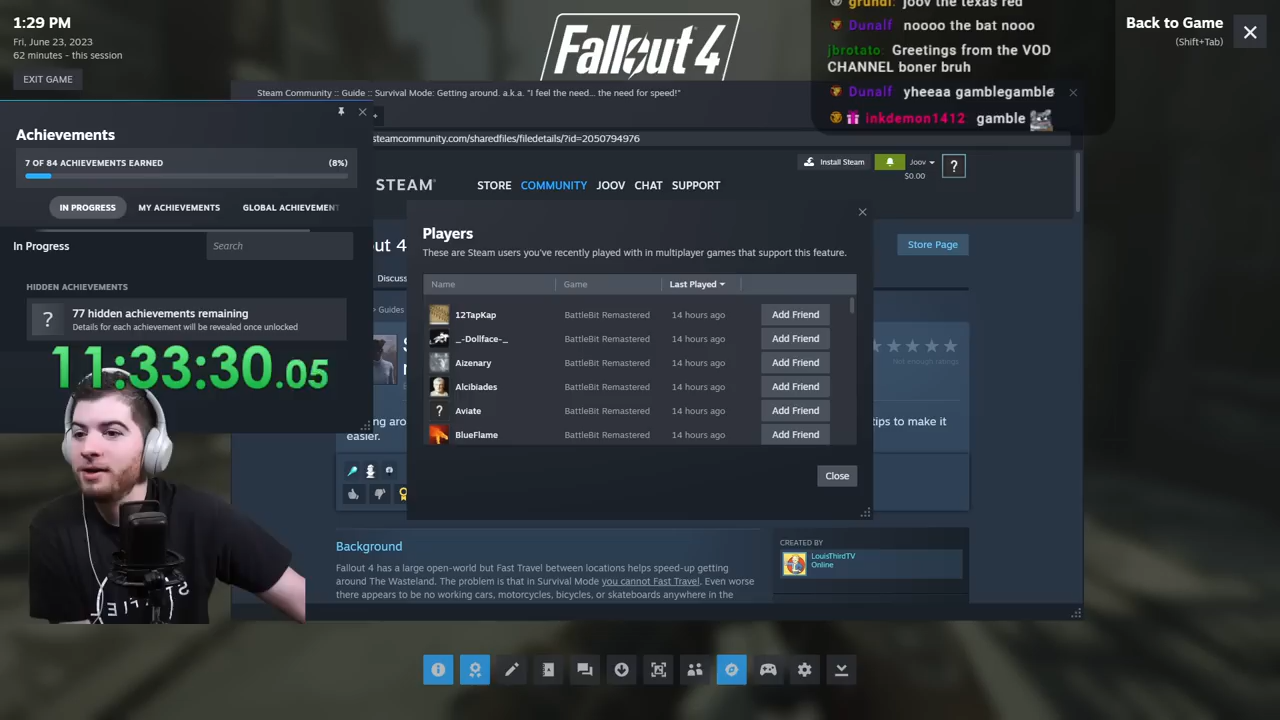 1:29 PM
Fri, June 23, 2023
62 minutes - this session
EXIT GAME
Fallout 4
grundi: joov the texas red
Dunalf: noooo the bat nooo
jbrotato: Greetings from the VOD
CHANNEL boner bruh
Dunalf: yheeaa gamblegamble
inkdemon1412 gamble
Back to Game
(Shift+Tab)
Steam Community :: Guide :: Survival Mode: Getting around. a.k.a. "I feel the need... the need for speed!"
steamcommunity.com/sharedfiles/filedetails/?id=2050794976
Achievements
7 OF 84 ACHIEVEMENTS EARNED (8%)
IN PROGRESS MY ACHIEVEMENTS GLOBAL ACHIEVEMENT
In Progress Search
HIDDEN ACHIEVEMENTS
? 77 hidden achievements remaining
Details for each achievement will be revealed once unlocked
11:33:30.05
Install Steam Joov ?
$0.00
STEAM® STORE COMMUNITY JOOV CHAT SUPPORT
out 4 Store Page
Discuss
Guides
Not enough ratings
tips to make it
easier.
Players
These are Steam users you've recently played with in multiplayer games that support this feature.
Name Game Last Played
12TapKap BattleBit Remastered 14 hours ago Add Friend
_-Dollface-_ BattleBit Remastered 14 hours ago Add Friend
Aizenary BattleBit Remastered 14 hours ago Add Friend
Alcibiades BattleBit Remastered 14 hours ago Add Friend
? Aviate BattleBit Remastered 14 hours ago Add Friend
BlueFlame BattleBit Remastered 14 hours ago Add Friend
Close
Background
Fallout 4 has a large open-world but Fast Travel between locations helps speed-up getting
around The Wasteland. The problem is that in Survival Mode you cannot Fast Travel. Even worse
there appears to be no working cars, motorcycles, bicycles, or skateboards anywhere in the
CREATED BY
LouisThirdTV
Online